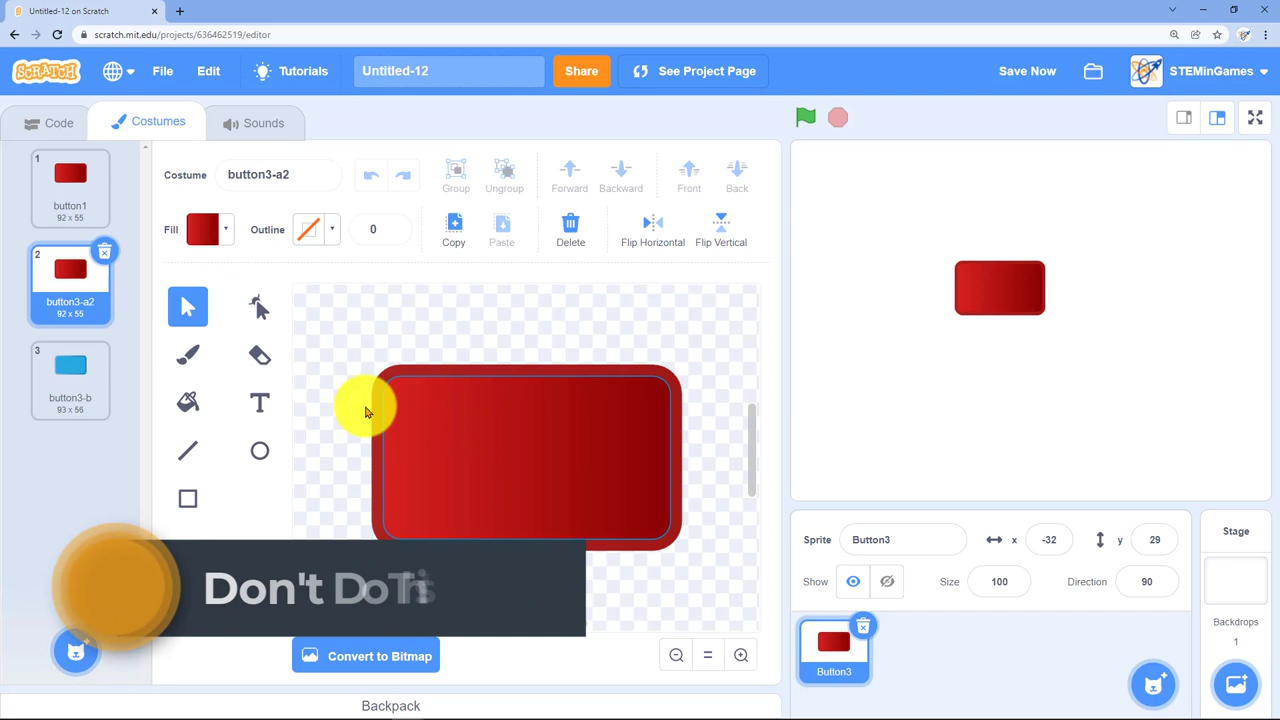 Untitled-12 on Scratch
scratch.mit.edu/projects/636462519/editor
SCRATCH File Edit Tutorials Untitled-12 Share See Project Page Save Now STEMinGames
Code Costumes Sounds
1
button1
92 x 55
2
button3-a2
92 x 55
3
button3-b
93 x 56
Costume button3-a2 Group Ungroup Forward Backward Front Back
Fill Outline 0 Copy Paste Delete Flip Horizontal Flip Vertical
T
Don't Do
Convert to Bitmap
Backpack
Sprite Button3 x -32 y 29
Show Size 100 Direction 90
Button3
Stage
Backdrops
1